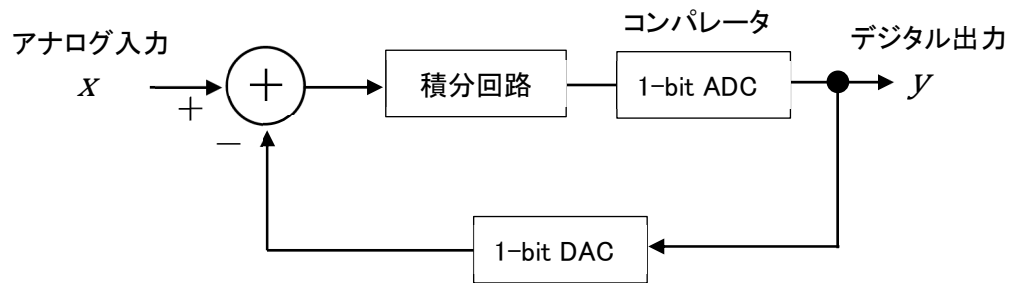 コンパレータ
アナログ入力
デジタル出力
x
+
+
−
積分回路
1-bit ADC
y
1-bit DAC